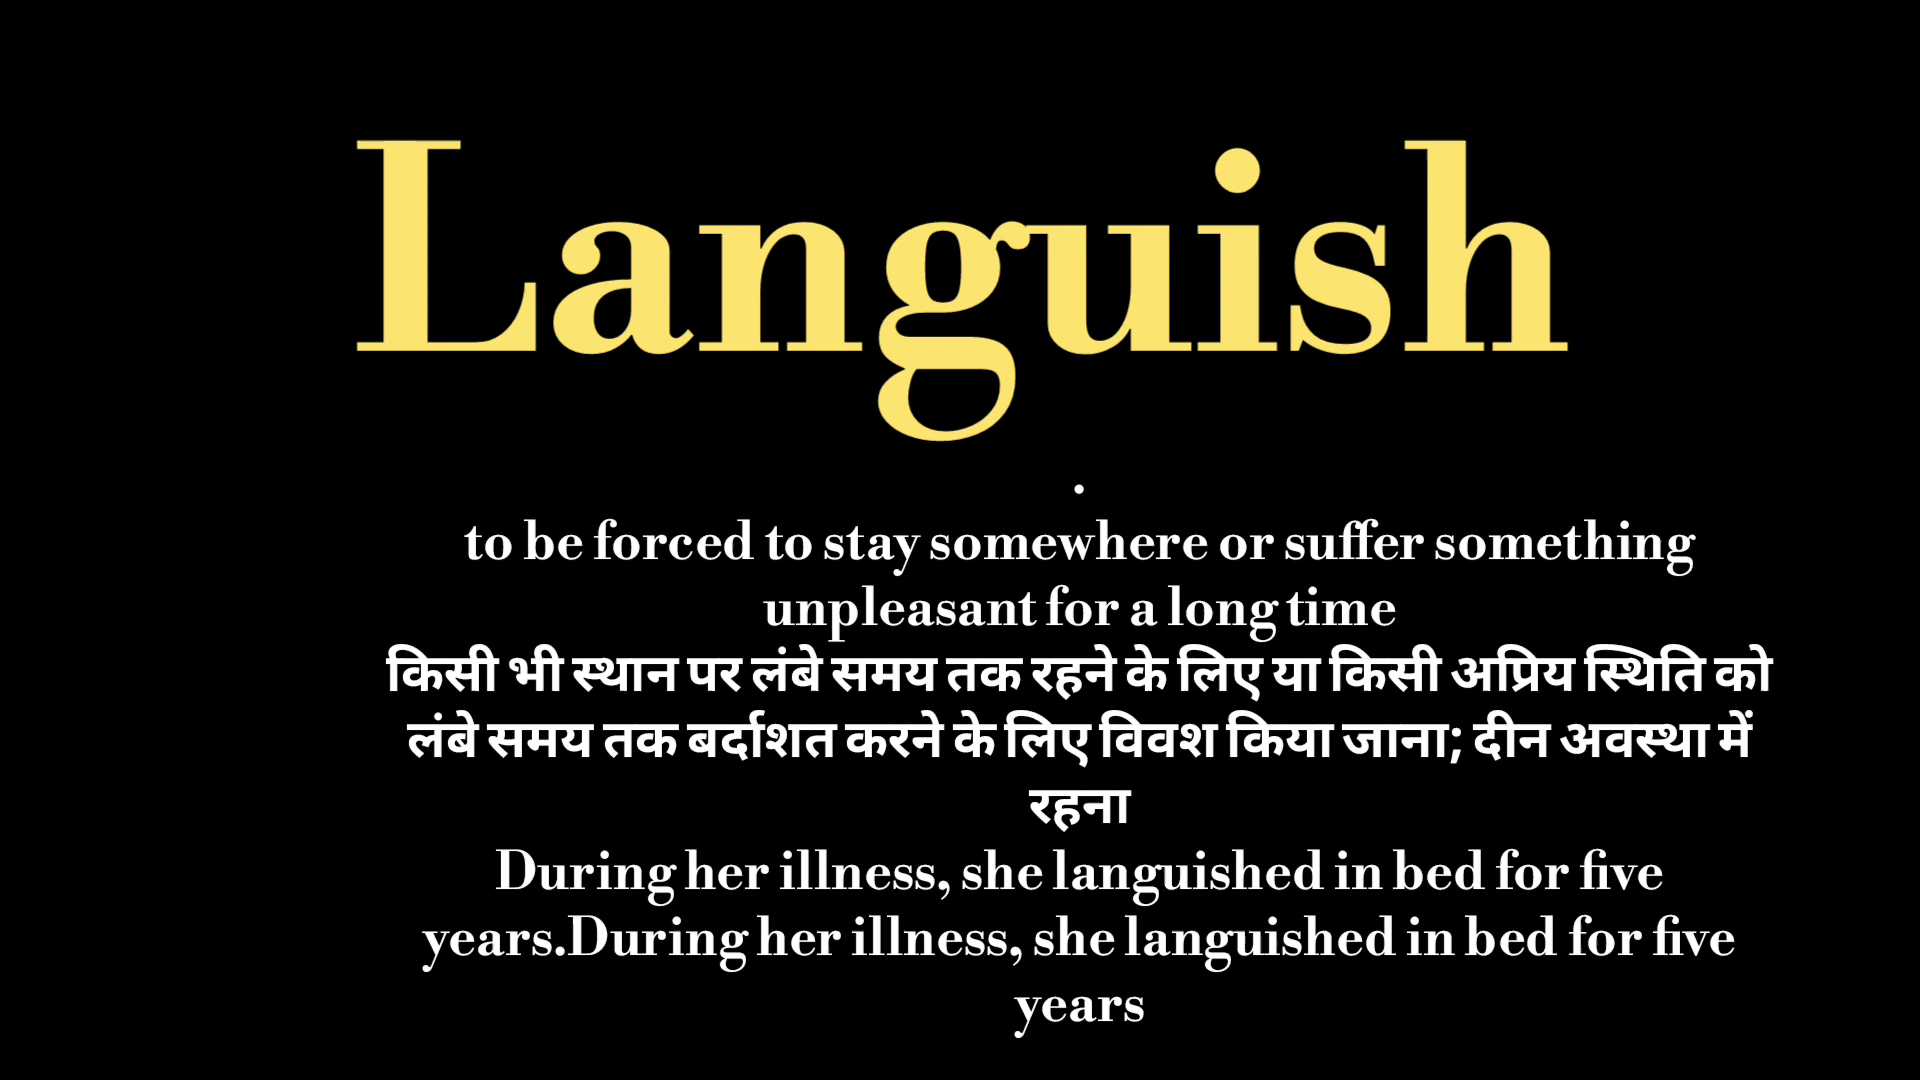 Languish
.
to be forced to stay somewhere or suffer something
unpleasant for a long time
किसी भी स्थान पर लंबे समय तक रहने के लिए या किसी अप्रिय स्थिति को
लंबे समय तक बर्दाशत करने के लिए विवश किया जाना; दीन अवस्था में
रहना
During her illness, she languished in bed for five
years.During her illness, she languished in bed for five
years